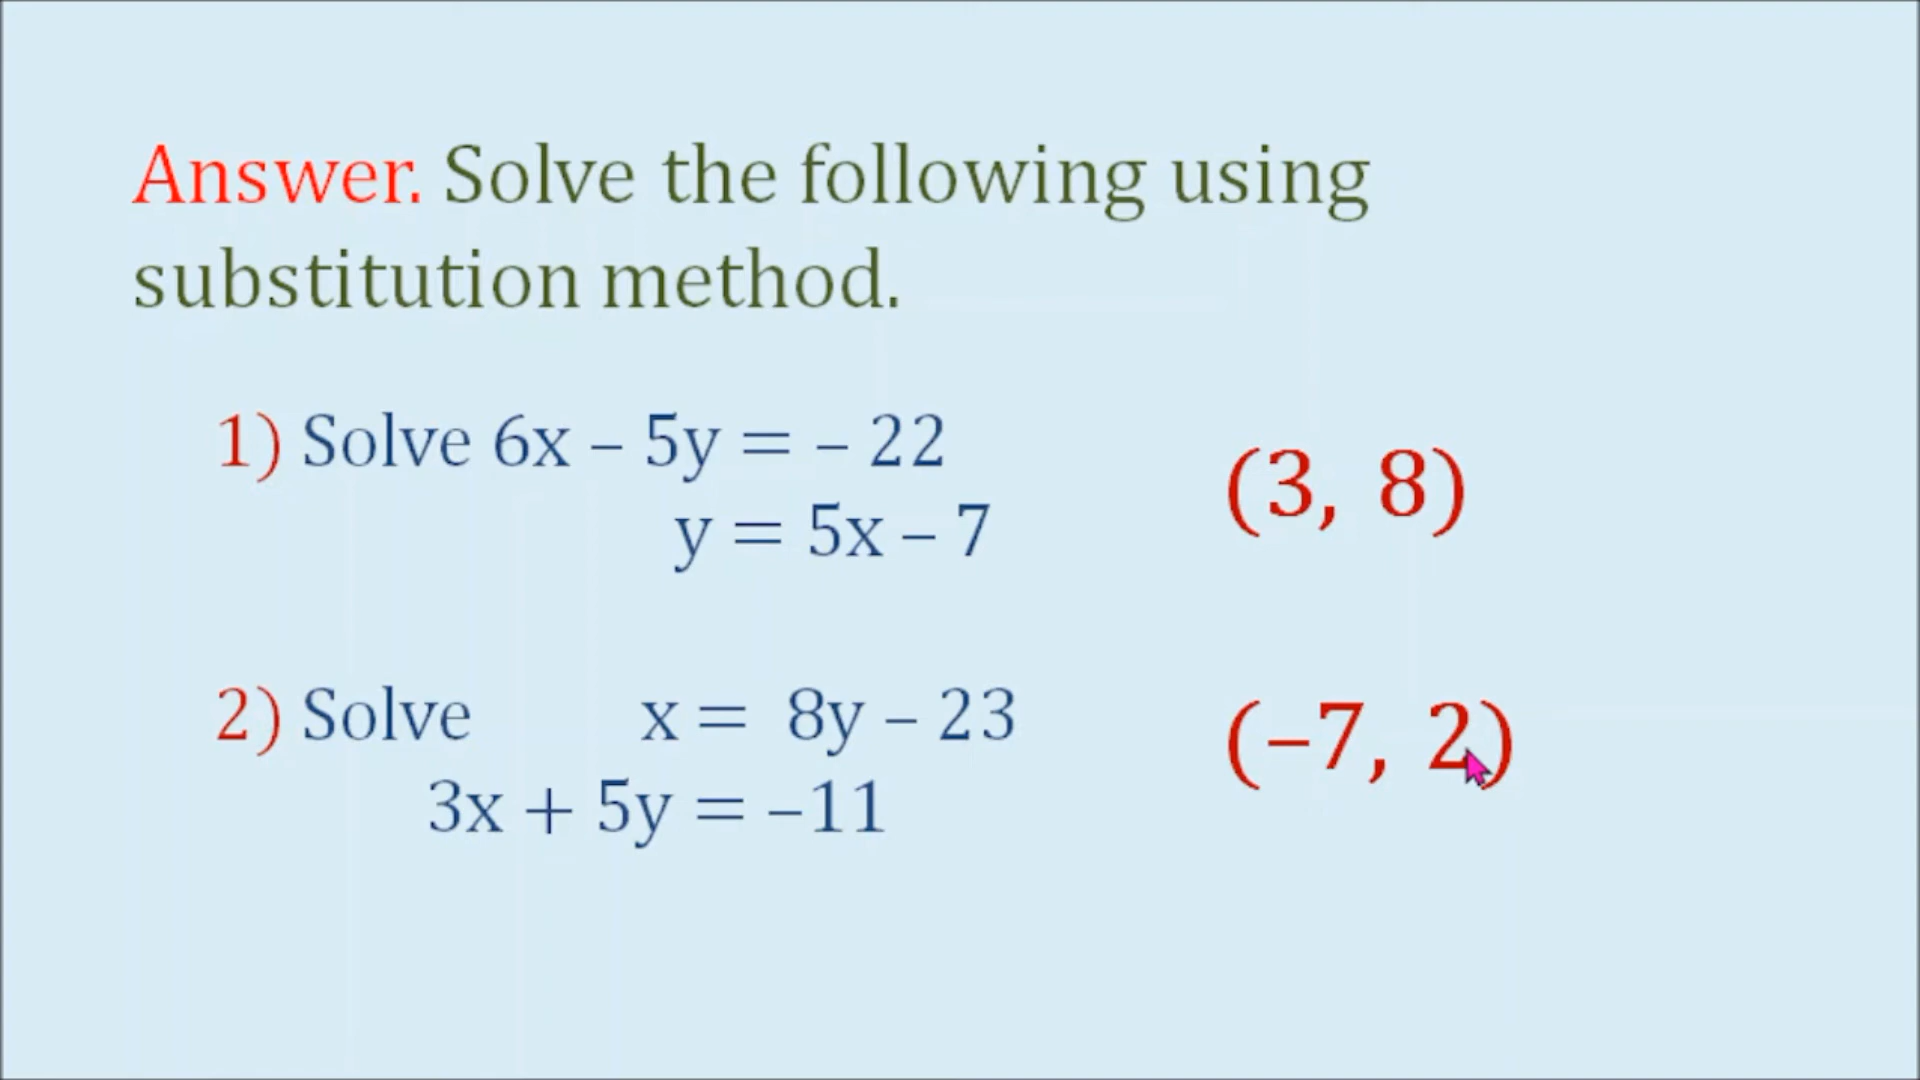 Answer. Solve the following using
substitution method.
1) Solve 6x – 5y = – 22
y = 5x – 7
(3, 8)
2) Solve x = 8y – 23
3x + 5y = –11
(–7, 2)